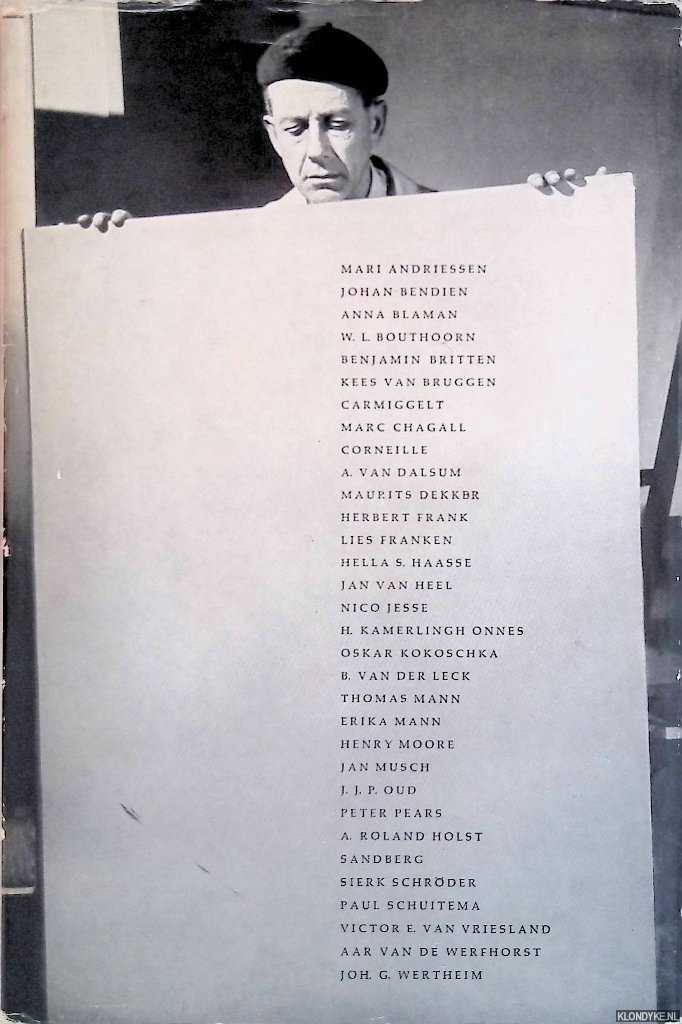 MARI ANDRIESSEN
JOHAN BENDIEN
ANNA BLAMAN
W. L. BOUTHOORN
BENJAMIN BRITTEN
KEES VAN BRUGGEN
CARMIGGELT
MARC CHAGALL
CORNEILLE
A. VAN DALSUM
MAURITS DEKKBR
HERBERT FRANK
LIES FRANKEN
HELLA S. HAASSE
JAN VAN HEEL
NICO JESSE
H. KAMERLINGH ONNES
OSKAR KOKOSCHKA
B. VAN DER LECK
THOMAS MANN
ERIKA MANN
HENRY MOORE
JAN MUSCH
J. J. P. OUD
PETER PEARS
A. ROLAND HOLST
SANDBERG
SIERK SCHRÖDER
PAUL SCHUITEMA
VICTOR E. VAN VRIESLAND
AAR VAN DE WERFHORST
JOH. G. WERTHEIM
KLONDYKE.NL